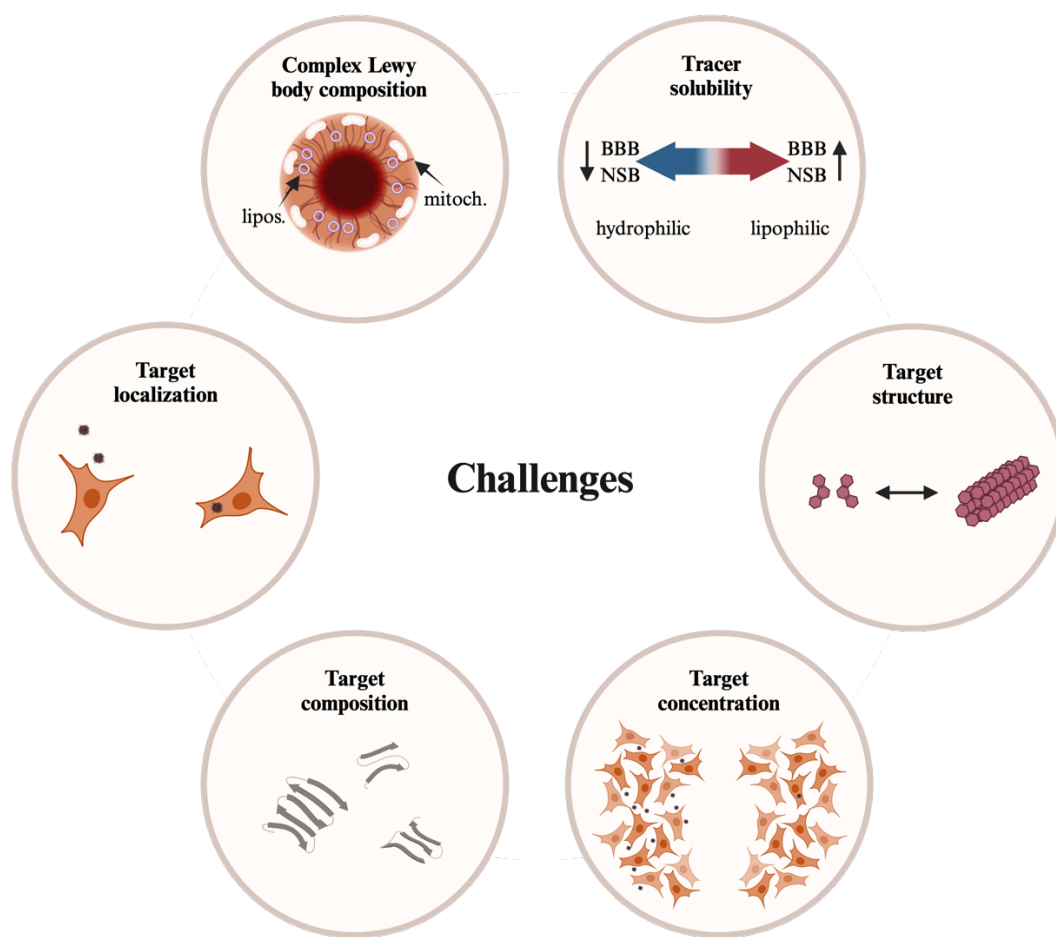 Complex Lewy
body composition
lipos.
mitoch.
Tracer
solubility
BBB
NSB
BBB
NSB
hydrophilic
lipophilic
Target
localization
Challenges
Target
structure
Target
composition
Target
concentration